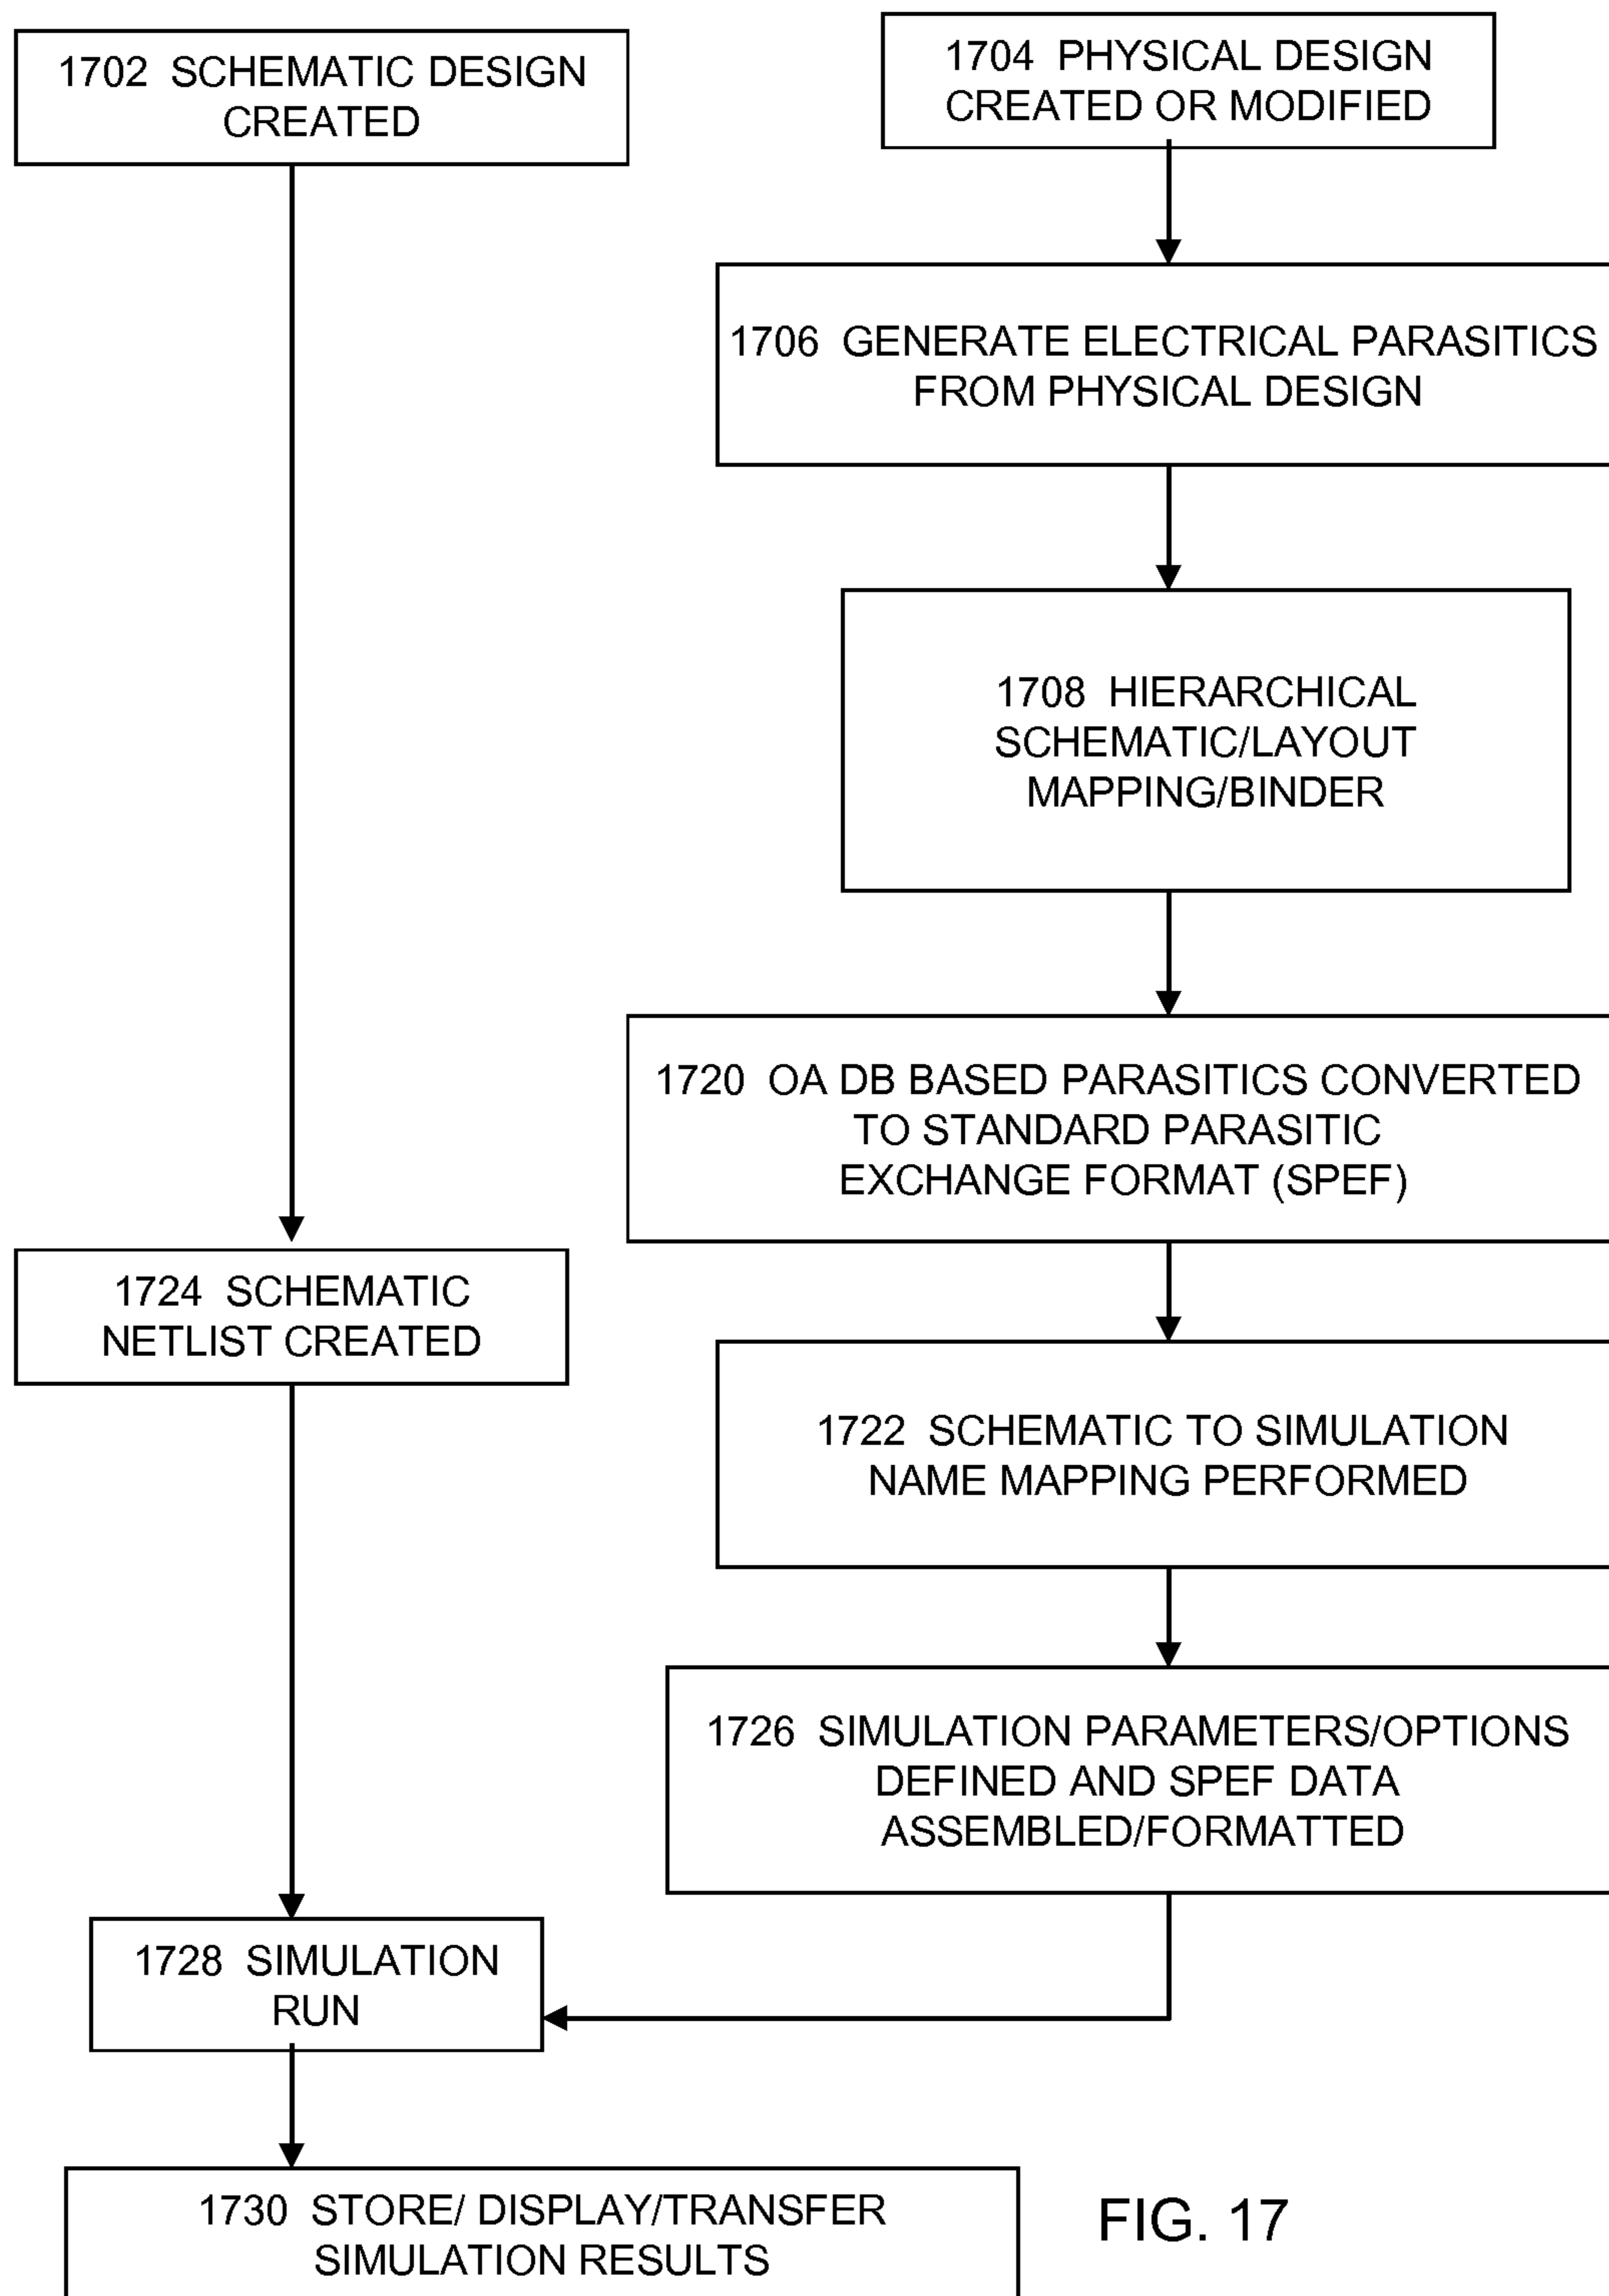 1702 SCHEMATIC DESIGN
CREATED
1704 PHYSICAL DESIGN
CREATED OR MODIFIED
1706 GENERATE ELECTRICAL PARASITICS
FROM PHYSICAL DESIGN
1708 HIERARCHICAL
SCHEMATIC/LAYOUT
MAPPING/BINDER
1720 OA DB BASED PARASITICS CONVERTED
TO STANDARD PARASITIC
EXCHANGE FORMAT (SPEF)
1724 SCHEMATIC
NETLIST CREATED
1722 SCHEMATIC TO SIMULATION
NAME MAPPING PERFORMED
1726 SIMULATION PARAMETERS/OPTIONS
DEFINED AND SPEF DATA
ASSEMBLED/FORMATTED
1728 SIMULATION
RUN
1730 STORE/ DISPLAY/TRANSFER
SIMULATION RESULTS
FIG. 17